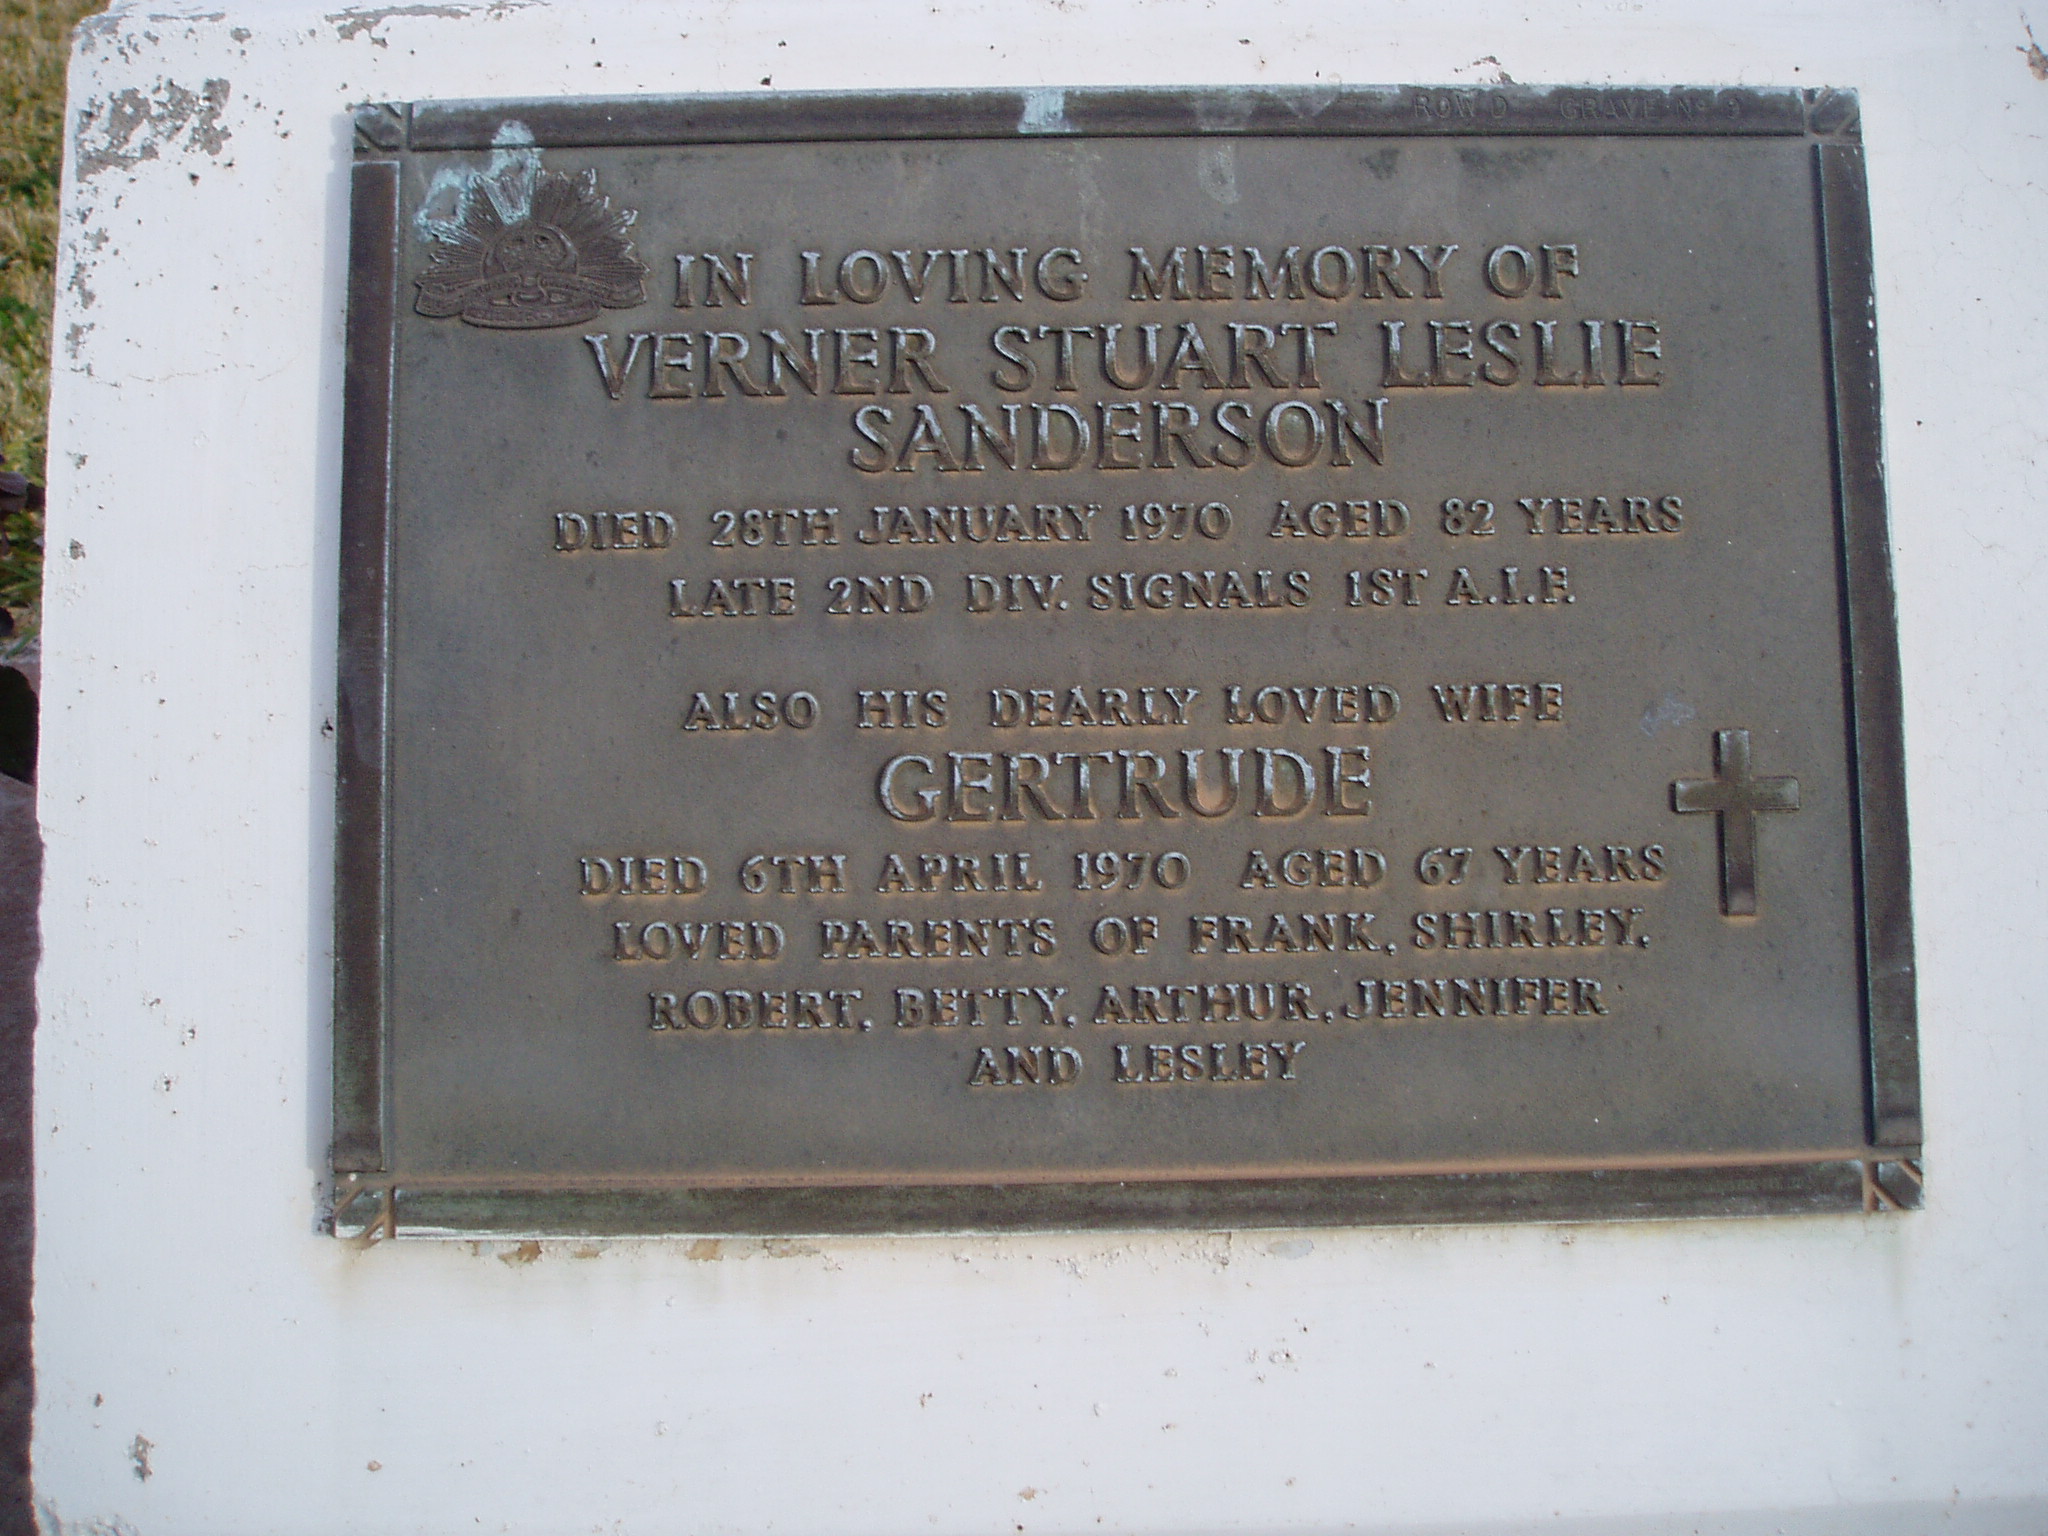 ROW D GRAVE No 9
IN LOVING MEMORY OF
VERNER STUART LESLIE
SANDERSON
DIED 28TH JANUARY 1970 AGED 82 YEARS
LATE 2ND DIV. SIGNALS 1ST A.I.F.
ALSO HIS DEARLY LOVED WIFE
GERTRUDE
DIED 6TH APRIL 1970 AGED 67 YEARS
LOVED PARENTS OF FRANK, SHIRLEY,
ROBERT, BETTY, ARTHUR, JENNIFER
AND LESLEY